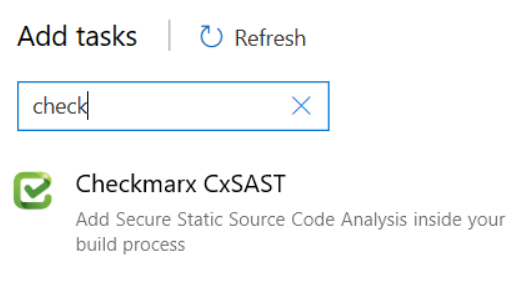 Add tasks Refresh
check
Checkmarx CxSAST
Add Secure Static Source Code Analysis inside your
build process